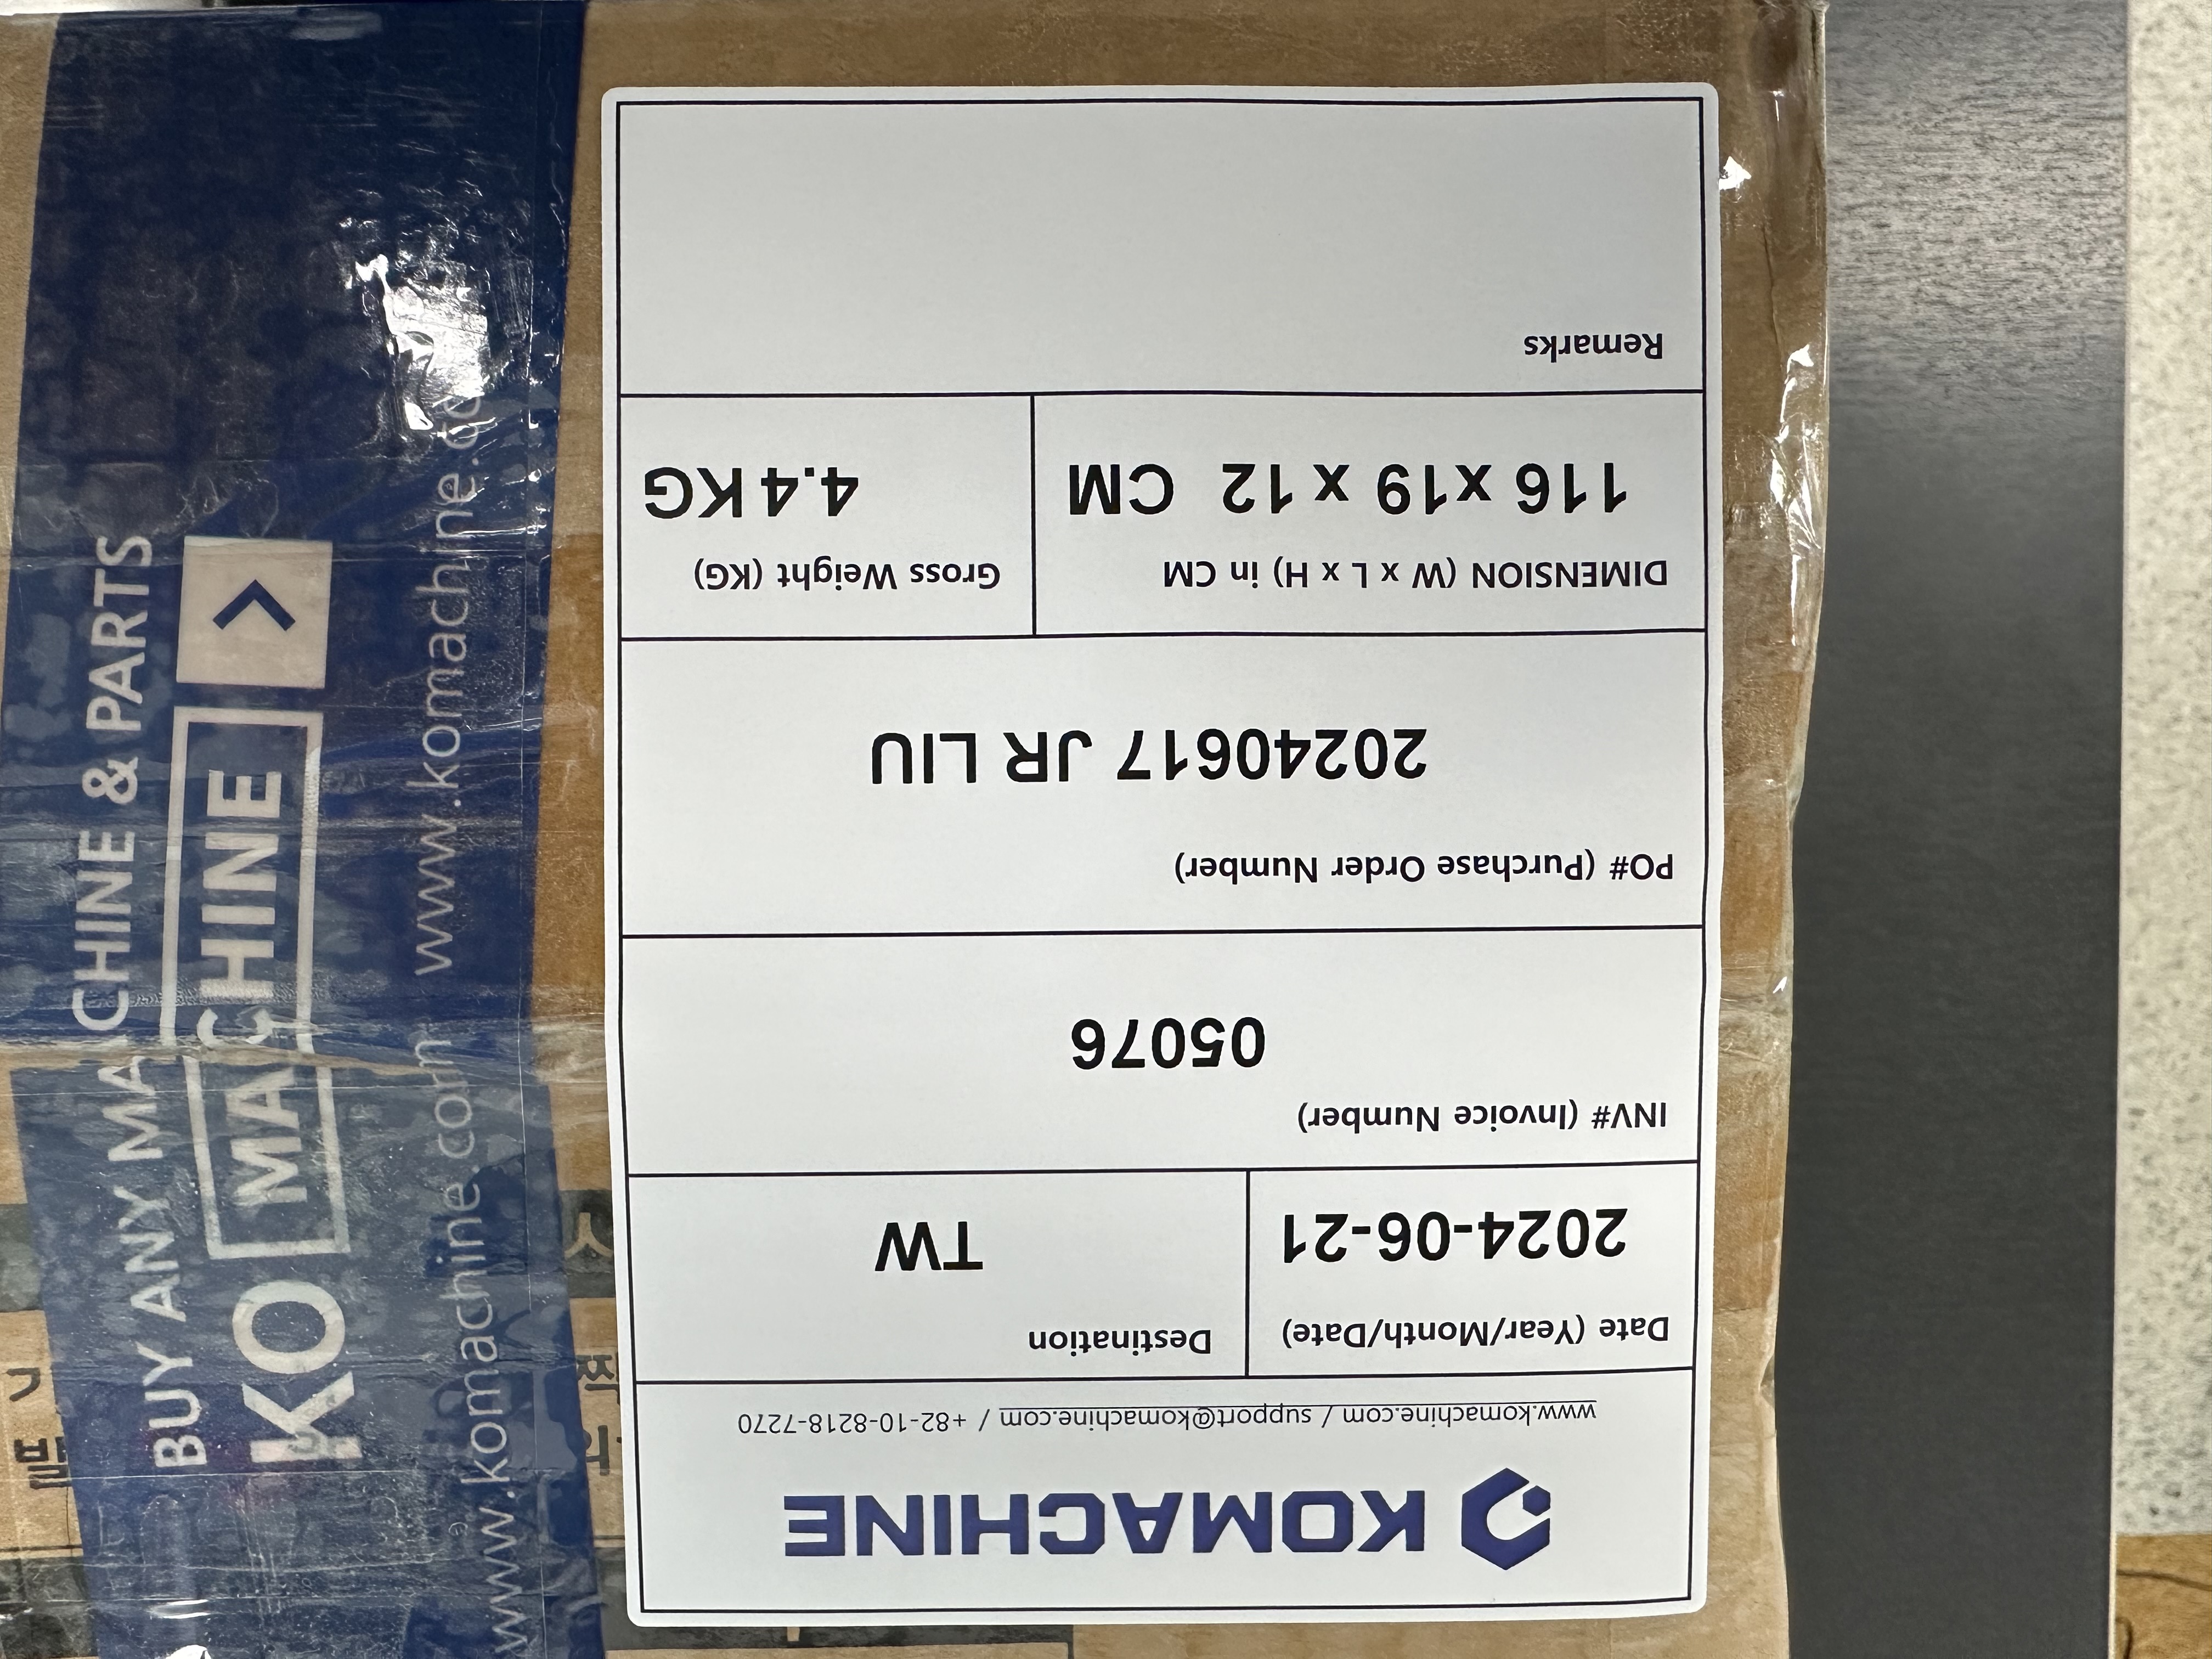 KOMACHINE
www.komachine.com / support@komachine.com / +82-10-8218-7270
Date (Year/Month/Date)
2024-06-21
Destination
TW
INV# (Invoice Number)
05076
PO# (Purchase Order Number)
20240617 JR LIU
DIMENSION (W x L x H) in CM
116 x19 x 12 CM
Gross Weight (KG)
4.4 KG
Remarks
BUY ANY MACHINE & PARTS
KOMACHINE >
www.komachine.com www.komachine.co